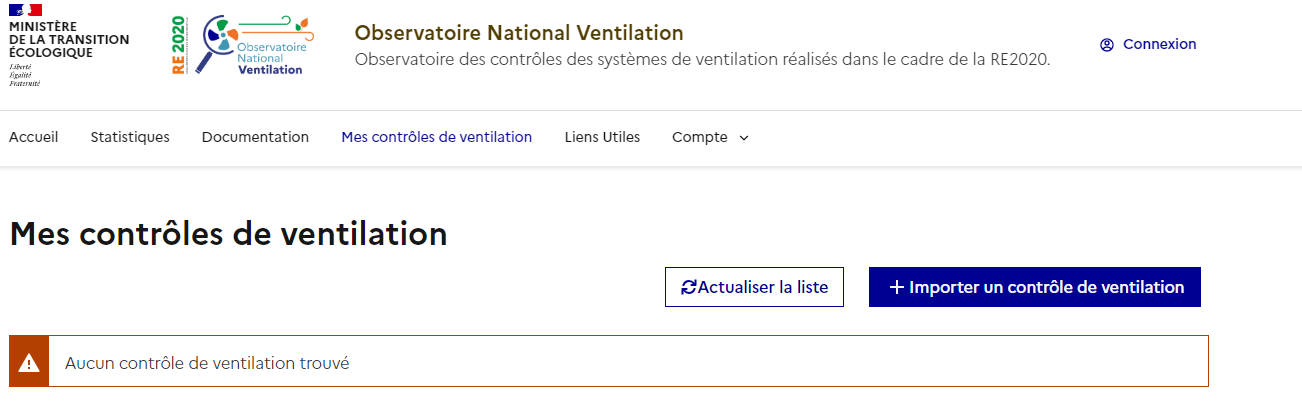 MINISTÈRE
DE LA TRANSITION
ÉCOLOGIQUE
Liberté
Égalité
Fraternité
RE 2020
Observatoire
National
Ventilation
Observatoire National Ventilation
Observatoire des contrôles des systèmes de ventilation réalisés dans le cadre de la RE2020.
Connexion
Accueil Statistiques Documentation Mes contrôles de ventilation Liens Utiles Compte
Mes contrôles de ventilation
Actualiser la liste
+ Importer un contrôle de ventilation
Aucun contrôle de ventilation trouvé